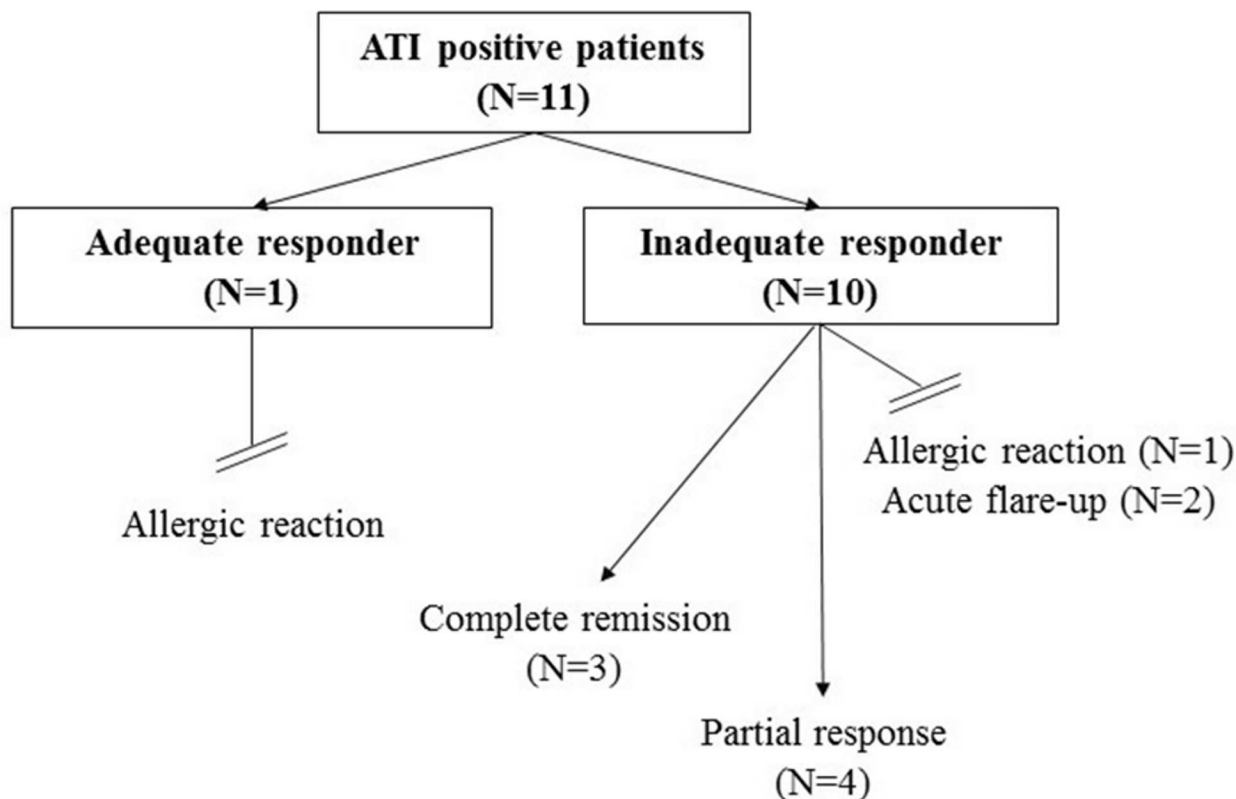 ATI positive patients
(N=11)
Adequate responder
(N=1)
Inadequate responder
(N=10)
Allergic reaction
Allergic reaction (N=1)
Acute flare-up (N=2)
Complete remission
(N=3)
Partial response
(N=4)